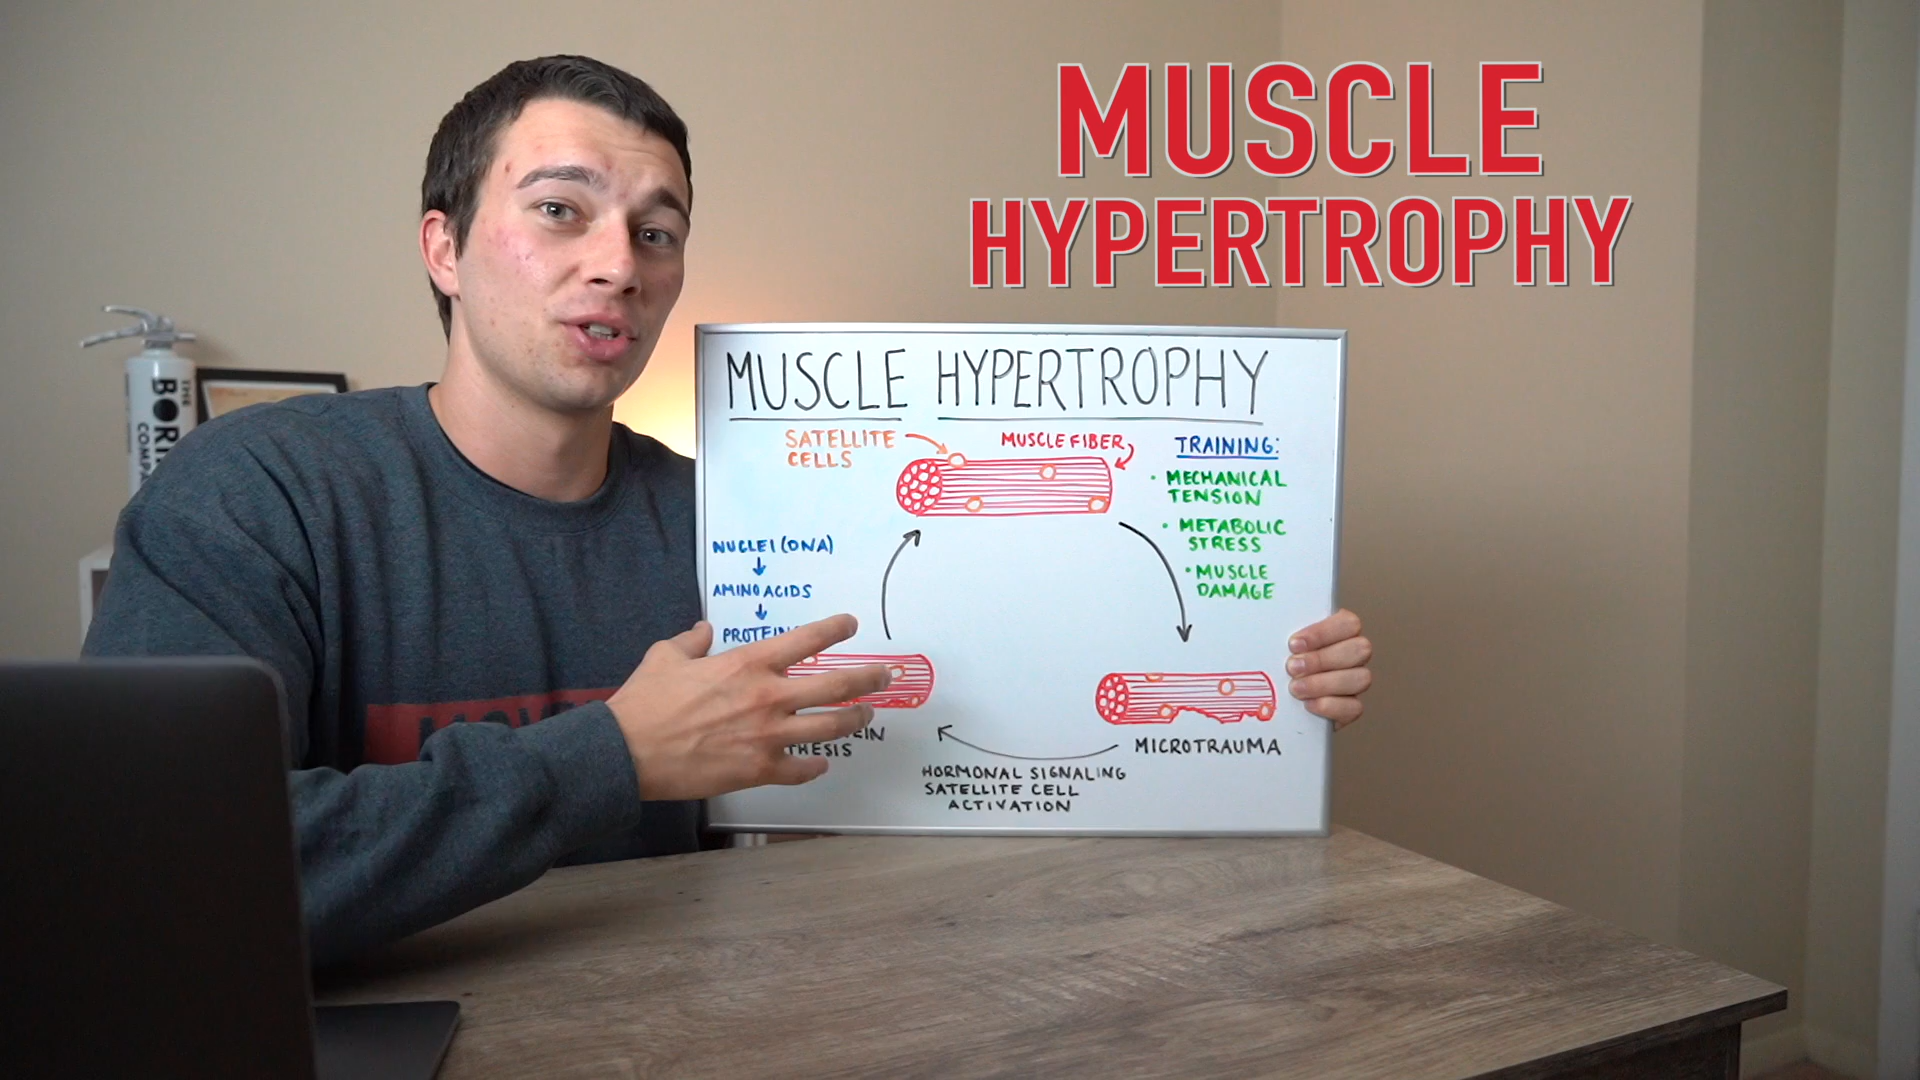 MUSCLE
HYPERTROPHY
MUSCLE HYPERTROPHY
SATELLITE
CELLS
MUSCLE FIBER
TRAINING:
• MECHANICAL
TENSION
• METABOLIC
STRESS
• MUSCLE
DAMAGE
NUCLEI (DNA)
AMINO ACIDS
MICROTRAUMA
HORMONAL SIGNALING
SATELLITE CELL
ACTIVATION
THE